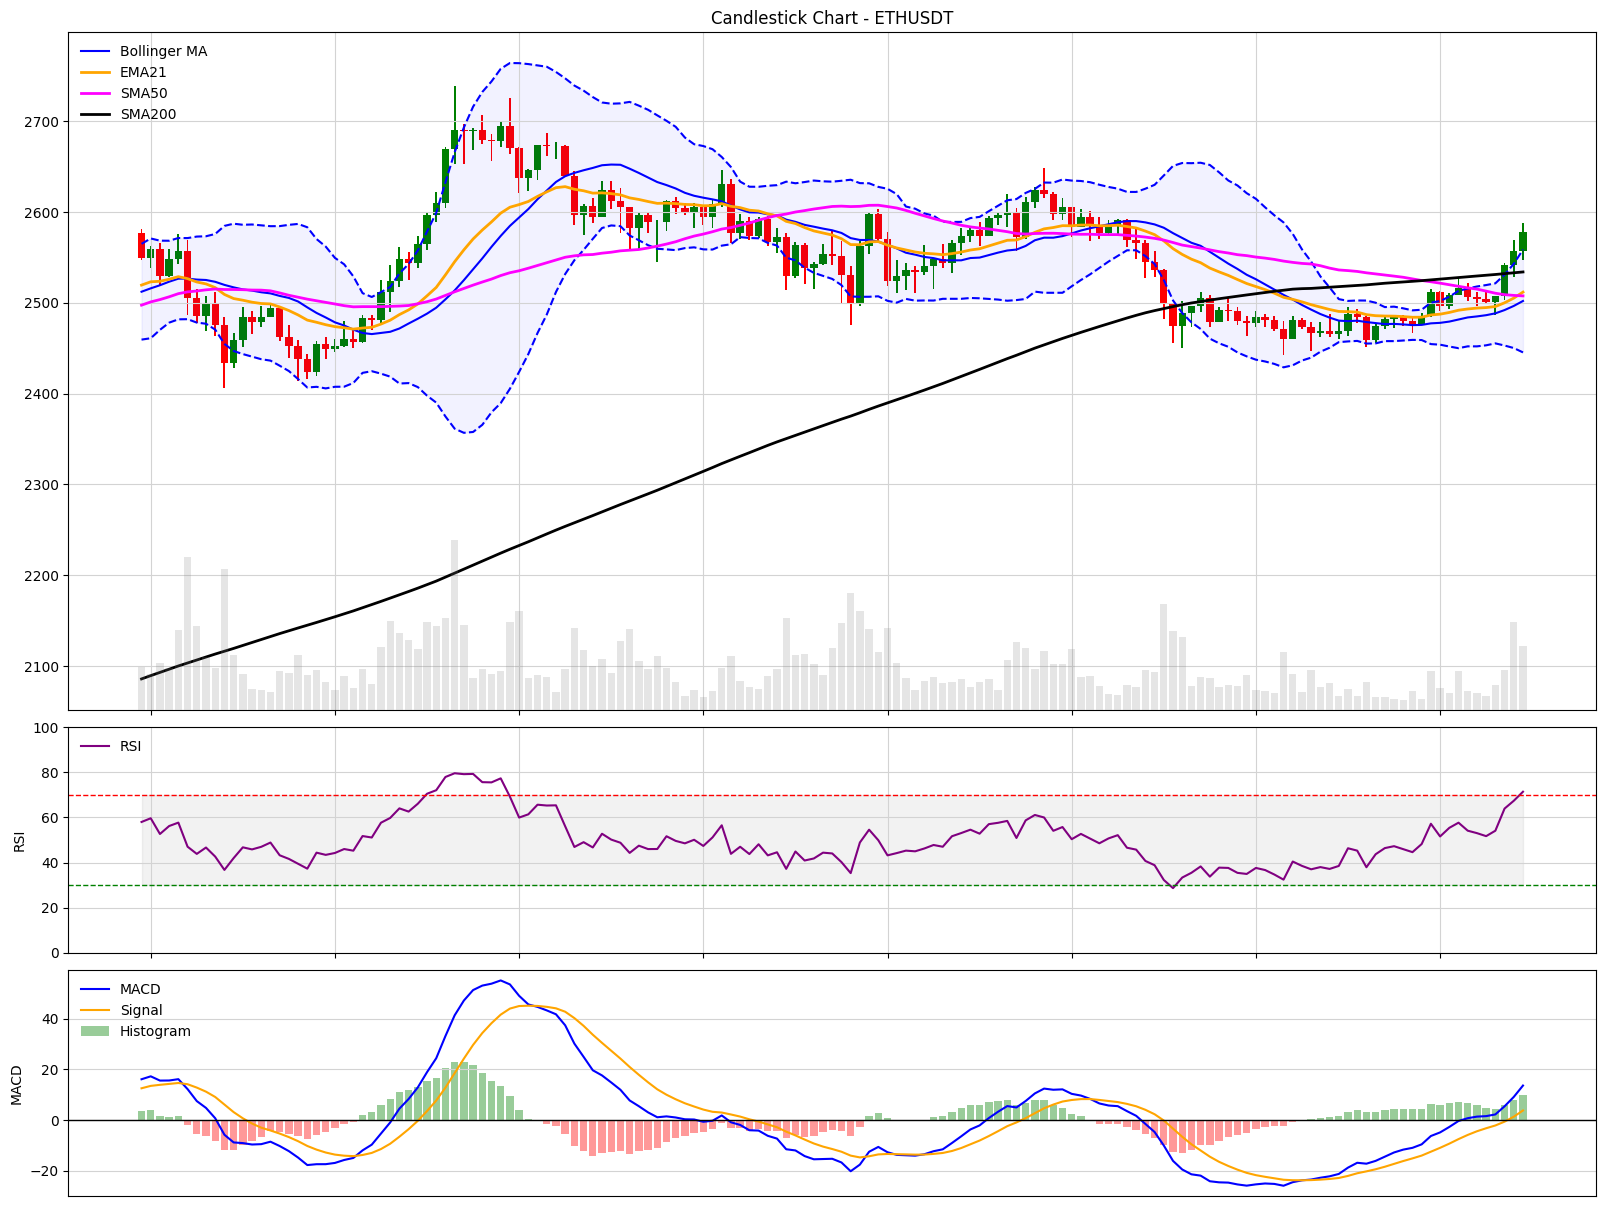 Candlestick Chart - ETHUSDT
Bollinger MA
EMA21
SMA50
SMA200
2700
2600
2500
2400
2300
2200
2100
100
80
60
40
20
0
RSI
RSI
40
20
0
−20
MACD
MACD
Signal
Histogram